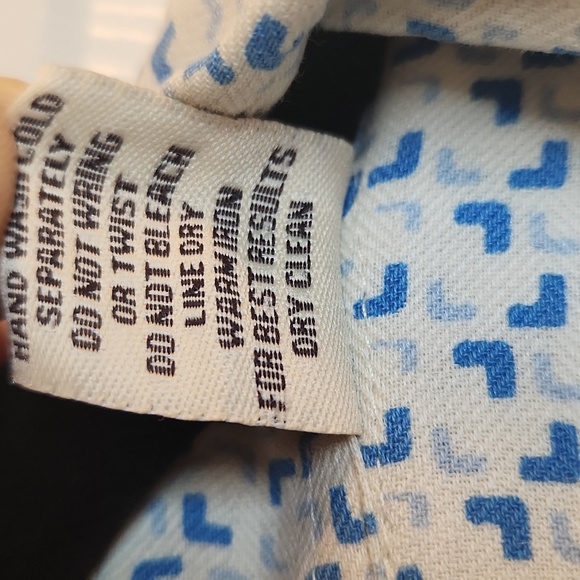 HAND WASH COLD
SEPARATELY
DO NOT WRING
OR TWIST
DO NOT BLEACH
LINE DRY
WARM IRON
FOR BEST RESULTS
DRY CLEAN